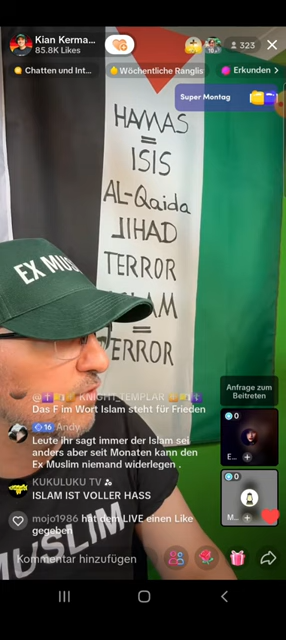 Kian Kerma...
85.8K Likes
323
Chatten und Int...
Wöchentliche Ranglis
Erkunden >
Super Montag
HAMAS
=
ISIS
AL-Qaida
JIHAD
TERROR
=
EX MUS
Anfrage zum
Beitreten
0
E...
0
M...
KNIGHT_TEMPLAR
Das F im Wort Islam steht für Frieden
16 Andy
Leute ihr sagt immer der Islam sei
anders aber seit Monaten kann den
Ex Muslim niemand widerlegen .
KUKULUKU TV
ISLAM IST VOLLER HASS
mojo1986 hat dem LIVE einen Like
gegeben
MUSLIM
Kommentar hinzufügen